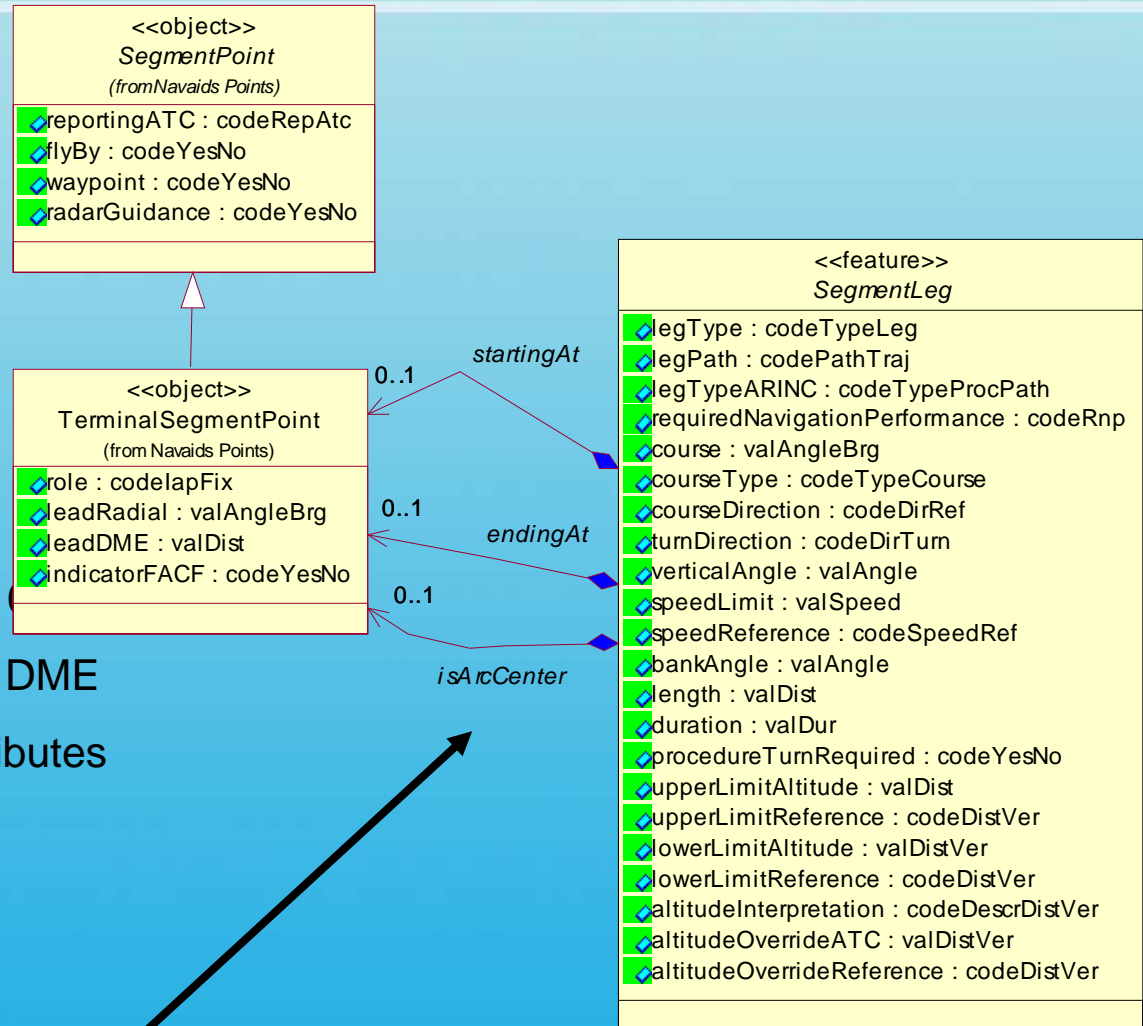 <<object>>
SegmentPoint
(fromNavaids Points)
reportingATC : codeRepAtc
flyBy : codeYesNo
waypoint : codeYesNo
radarGuidance : codeYesNo
<<object>>
TerminalSegmentPoint
(from Navaids Points)
role : codeIapFix
leadRadial : valAngleBrg
leadDME : valDist
indicatorFACF : codeYesNo
0..1
startingAt
0..1
endingAt
0..1
isArcCenter
DME
ibutes
<<feature>>
SegmentLeg
legType : codeTypeLeg
legPath : codePathTraj
legTypeARINC : codeTypeProcPath
requiredNavigationPerformance : codeRnp
course : valAngleBrg
courseType : codeTypeCourse
courseDirection : codeDirRef
turnDirection : codeDirTurn
verticalAngle : valAngle
speedLimit : valSpeed
speedReference : codeSpeedRef
bankAngle : valAngle
length : valDist
duration : valDur
procedureTurnRequired : codeYesNo
upperLimitAltitude : valDist
upperLimitReference : codeDistVer
lowerLimitAltitude : valDistVer
lowerLimitReference : codeDistVer
altitudeInterpretation : codeDescrDistVer
altitudeOverrideATC : valDistVer
altitudeOverrideReference : codeDistVer